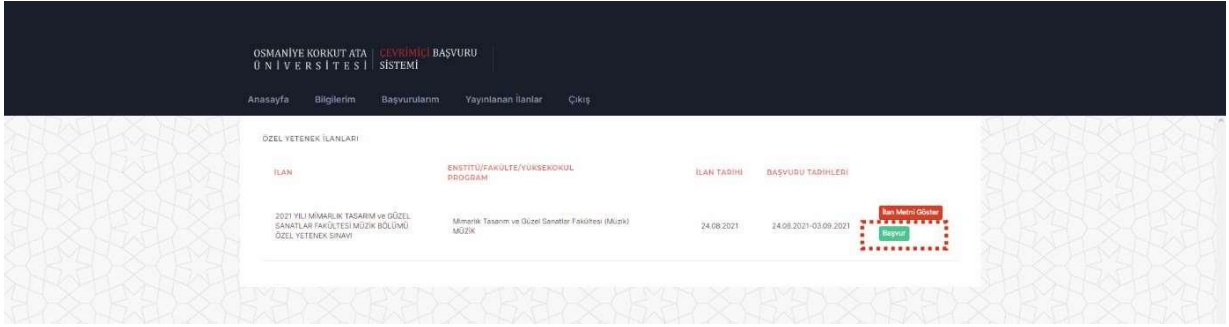 OSMANİYE KORKUT ATA ÇEVRİMİÇİ BAŞVURU
ÜNİVERSİTESİ SİSTEMİ
Anasayfa Bilgilerim Başvurularım Yayınlanan İlanlar Çıkış
ÖZEL YETENEK İLANLARI
İLAN ENSTİTÜ/FAKÜLTE/YÜKSEKOKUL İLAN TARİHİ BAŞVURU TARİHLERİ
PROGRAM
2021 YILI MİMARLIK TASARIM ve GÜZEL
SANATLAR FAKÜLTESİ MÜZİK BÖLÜMÜ
ÖZEL YETENEK SINAVI
Mimarlık Tasarım ve Güzel Sanatlar Fakültesi (Müzik)
MÜZİK
24.08.2021
24.08.2021-03.09.2021
İlan Metni Göster
Başvur